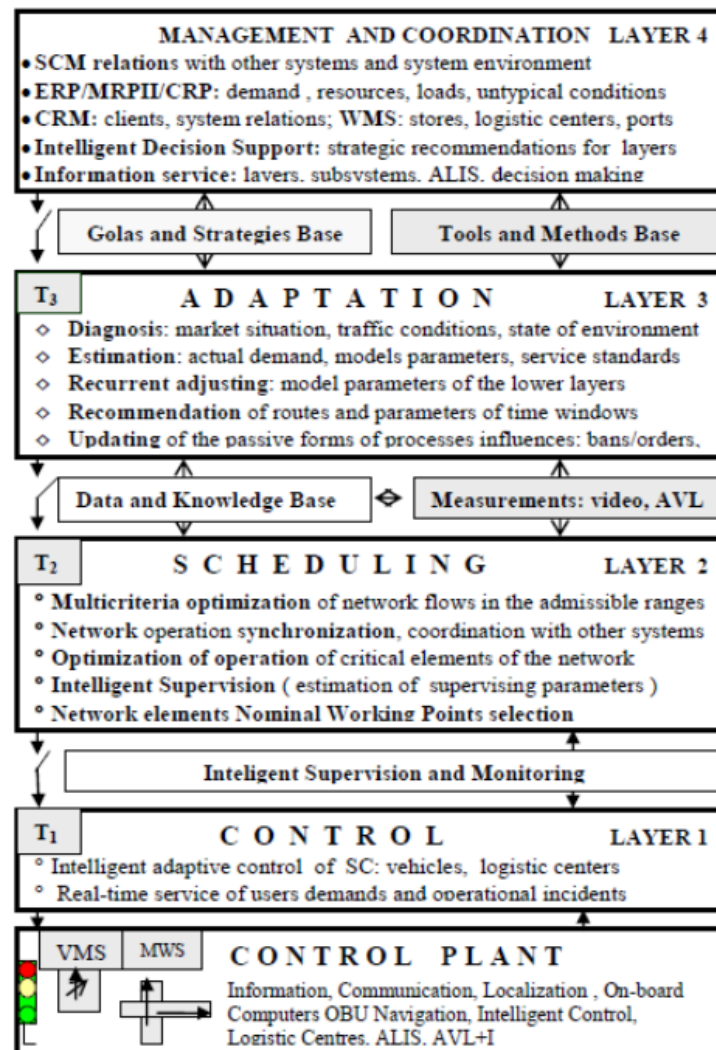 MANAGEMENT AND COORDINATION LAYER 4
•SCM relations with other systems and system environment
•ERP/MRPII/CRP: demand , resources, loads, untypical conditions
•CRM: clients, system relations; WMS: stores, logistic centers, ports
•Intelligent Decision Support: strategic recommendations for layers
•Information service: layers, subsystems, ALIS, decision making
Golas and Strategies Base
Tools and Methods Base
T3 ADAPTATION LAYER 3
◇ Diagnosis: market situation, traffic conditions, state of environment
◇ Estimation: actual demand, models parameters, service standards
◇ Recurrent adjusting: model parameters of the lower layers
◇ Recommendation of routes and parameters of time windows
◇ Updating of the passive forms of processes influences: bans/orders,
Data and Knowledge Base
Measurements: video, AVL
T2 SCHEDULING LAYER 2
° Multicriteria optimization of network flows in the admissible ranges
° Network operation synchronization, coordination with other systems
° Optimization of operation of critical elements of the network
° Intelligent Supervision ( estimation of supervising parameters )
° Network elements Nominal Working Points selection
Inteligent Supervision and Monitoring
T1 CONTROL LAYER 1
° Intelligent adaptive control of SC: vehicles, logistic centers
° Real-time service of users demands and operational incidents
VMS MWS CONTROL PLANT
Information, Communication, Localization , On-board
Computers OBU Navigation, Intelligent Control,
Logistic Centres, ALIS, AVL+I